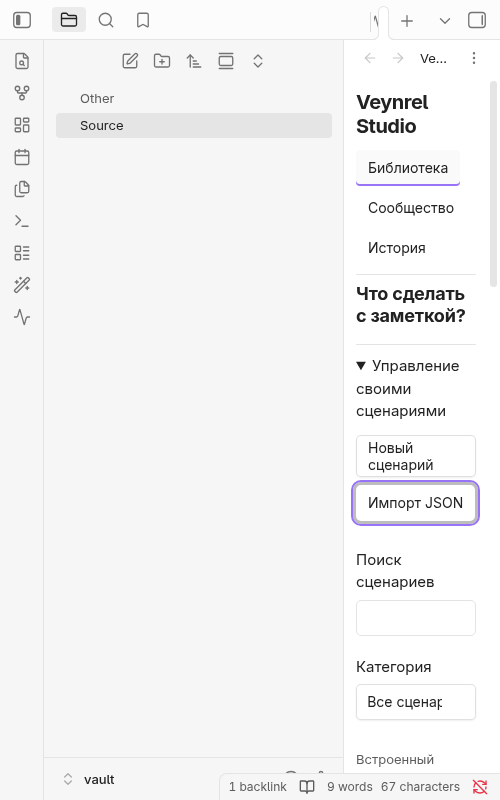 Ve...
Other
Source
Veynrel
Studio
Библиотека
Сообщество
История
Что сделать
с заметкой?
Управление
своими
сценариями
Новый
сценарий
Импорт JSON
Поиск
сценариев
Категория
Все сценар
Встроенный
vault
1 backlink
9 words
67 characters